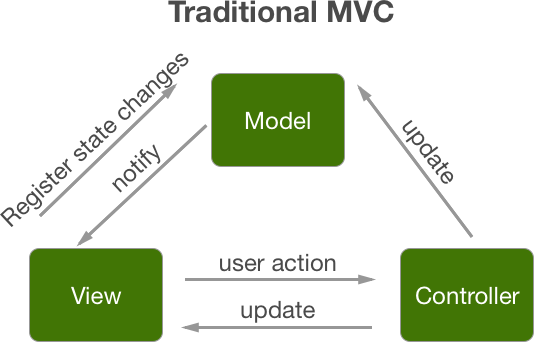 Traditional MVC
Register state changes
Model
notify
update
View
user action
update
Controller